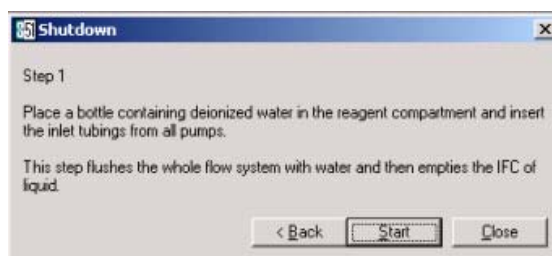 Shutdown
Step 1
Place a bottle containing deionized water in the reagent compartment and insert
the inlet tubings from all pumps.
This step flushes the whole flow system with water and then empties the IFC of
liquid.
< Back
Start
Close